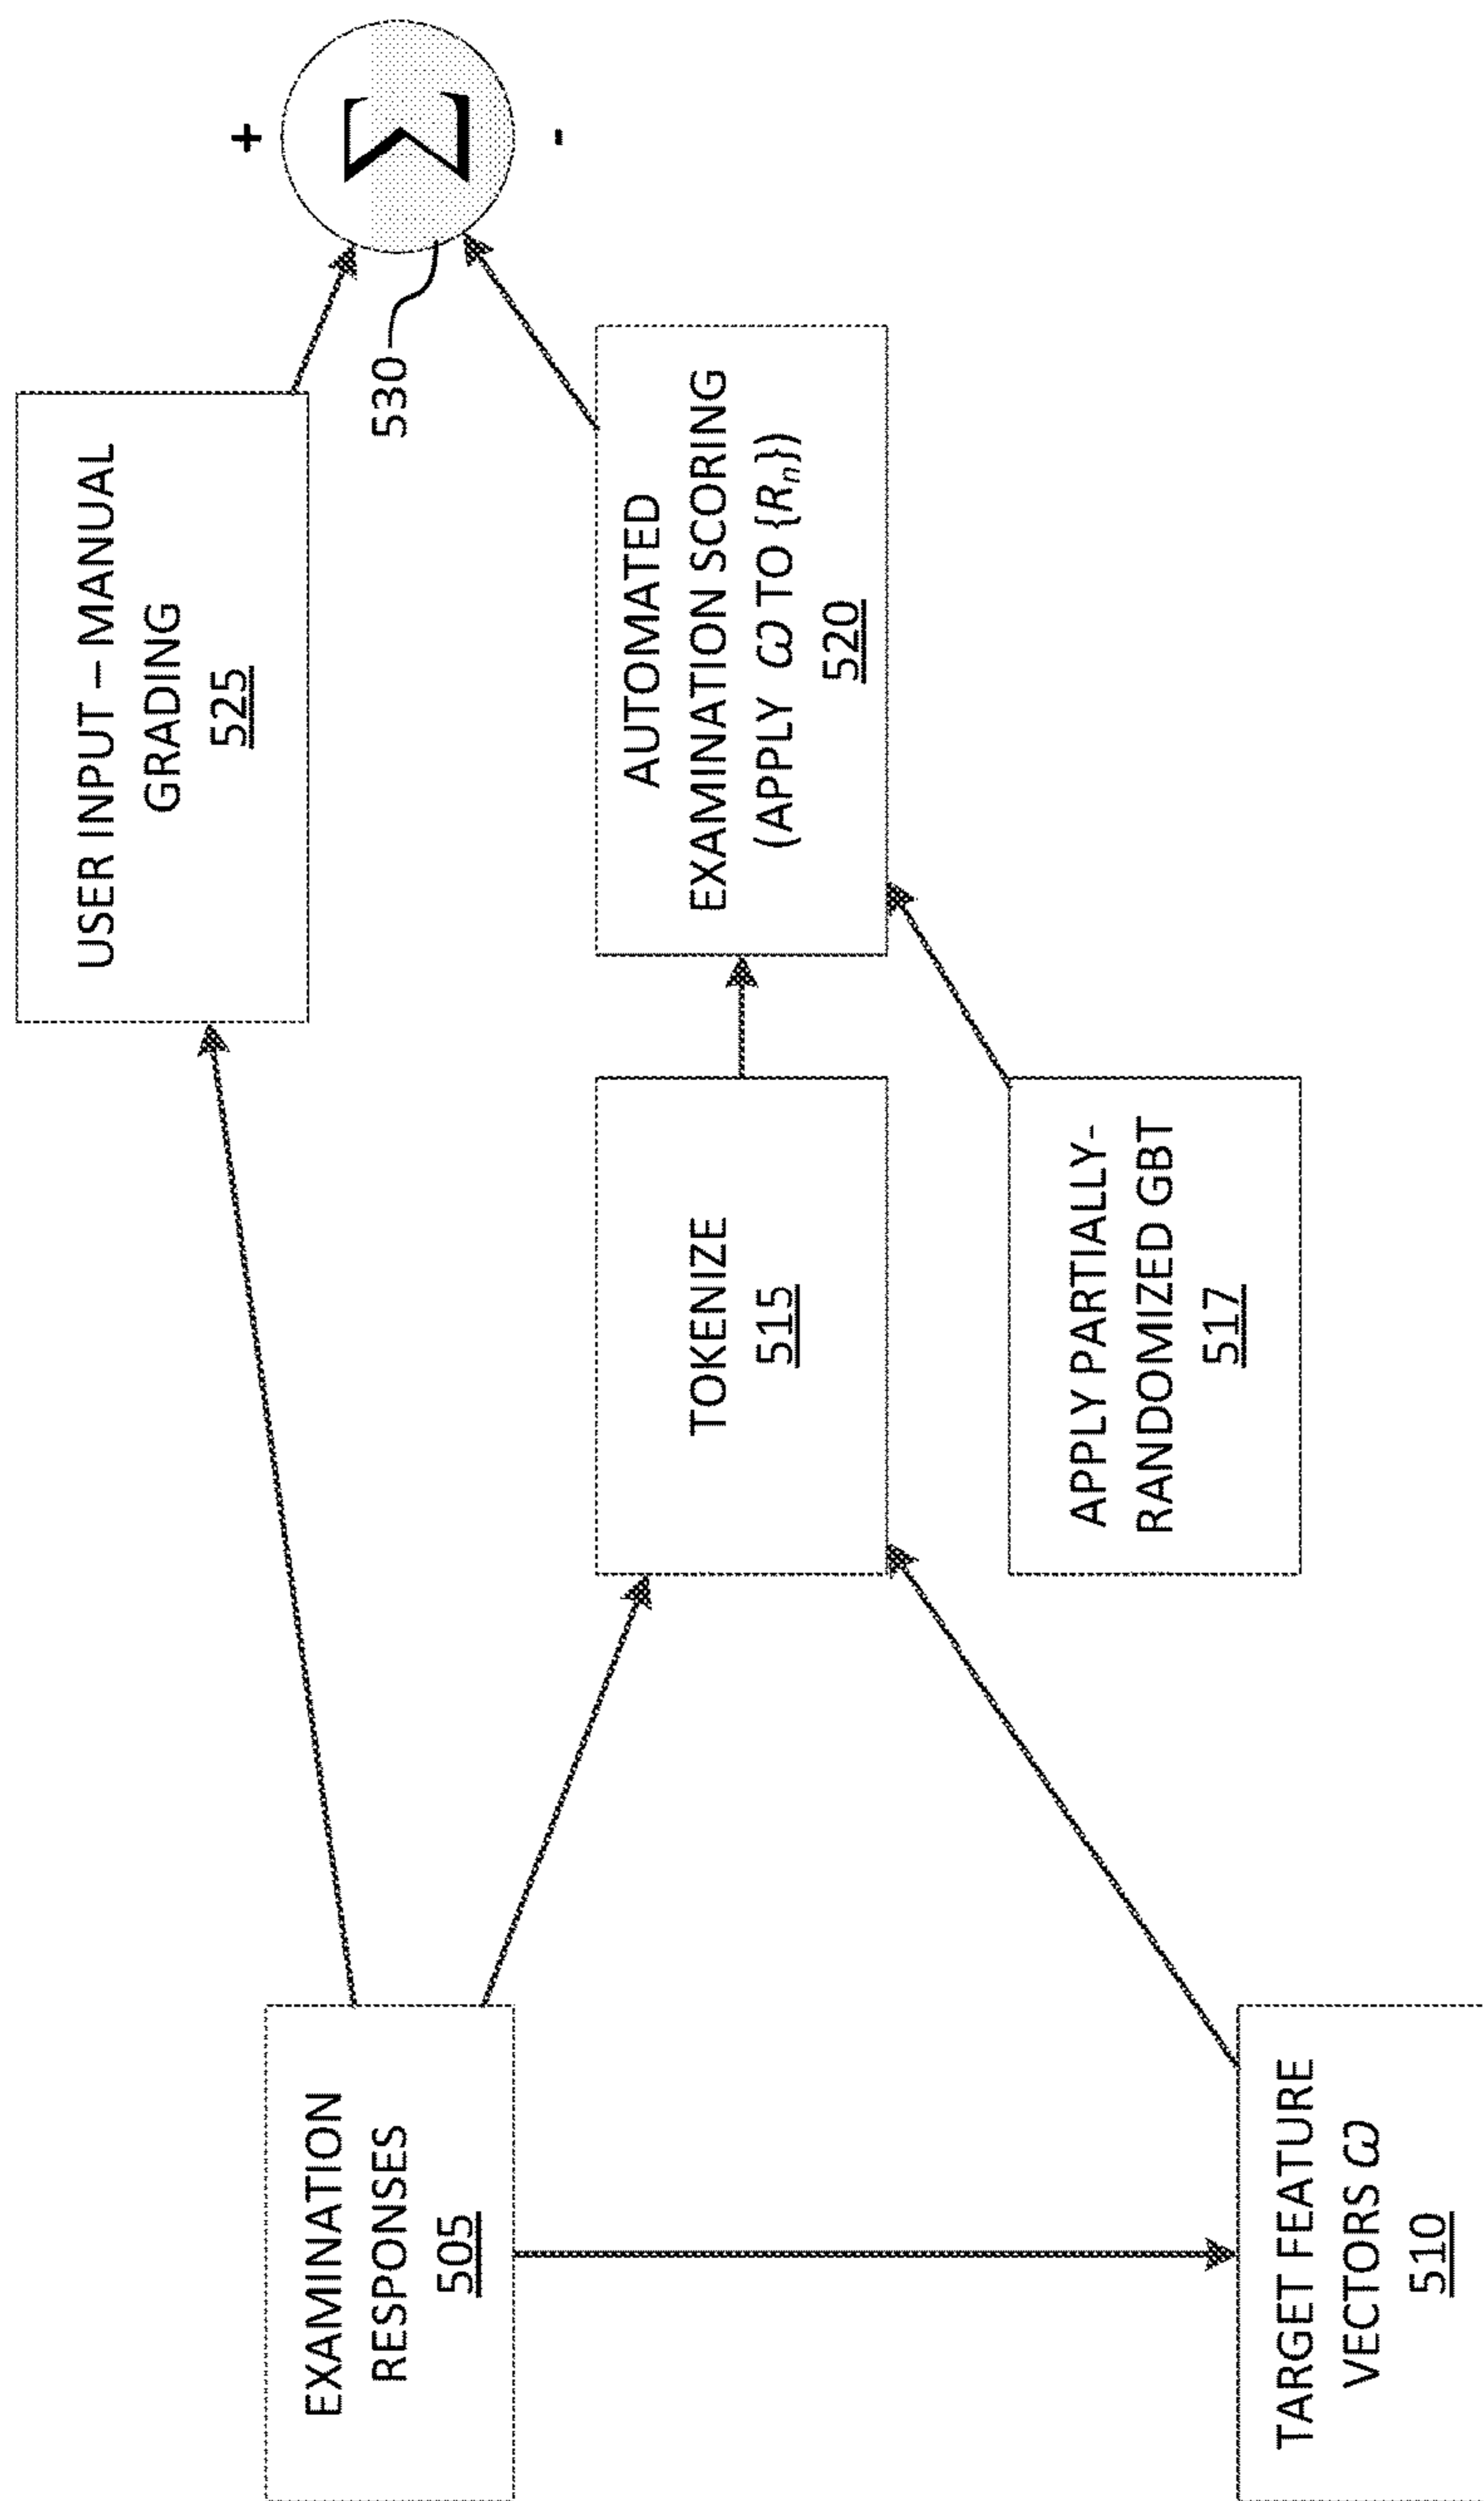 EXAMINATION
RESPONSES
505
TARGET FEATURE
VECTORS ω
510
TOKENIZE
515
APPLY PARTIALLY-
RANDOMIZED GBT
517
USER INPUT – MANUAL
GRADING
525
AUTOMATED
EXAMINATION SCORING
(APPLY ω TO {Rₙ})
520
530
+
Σ
-